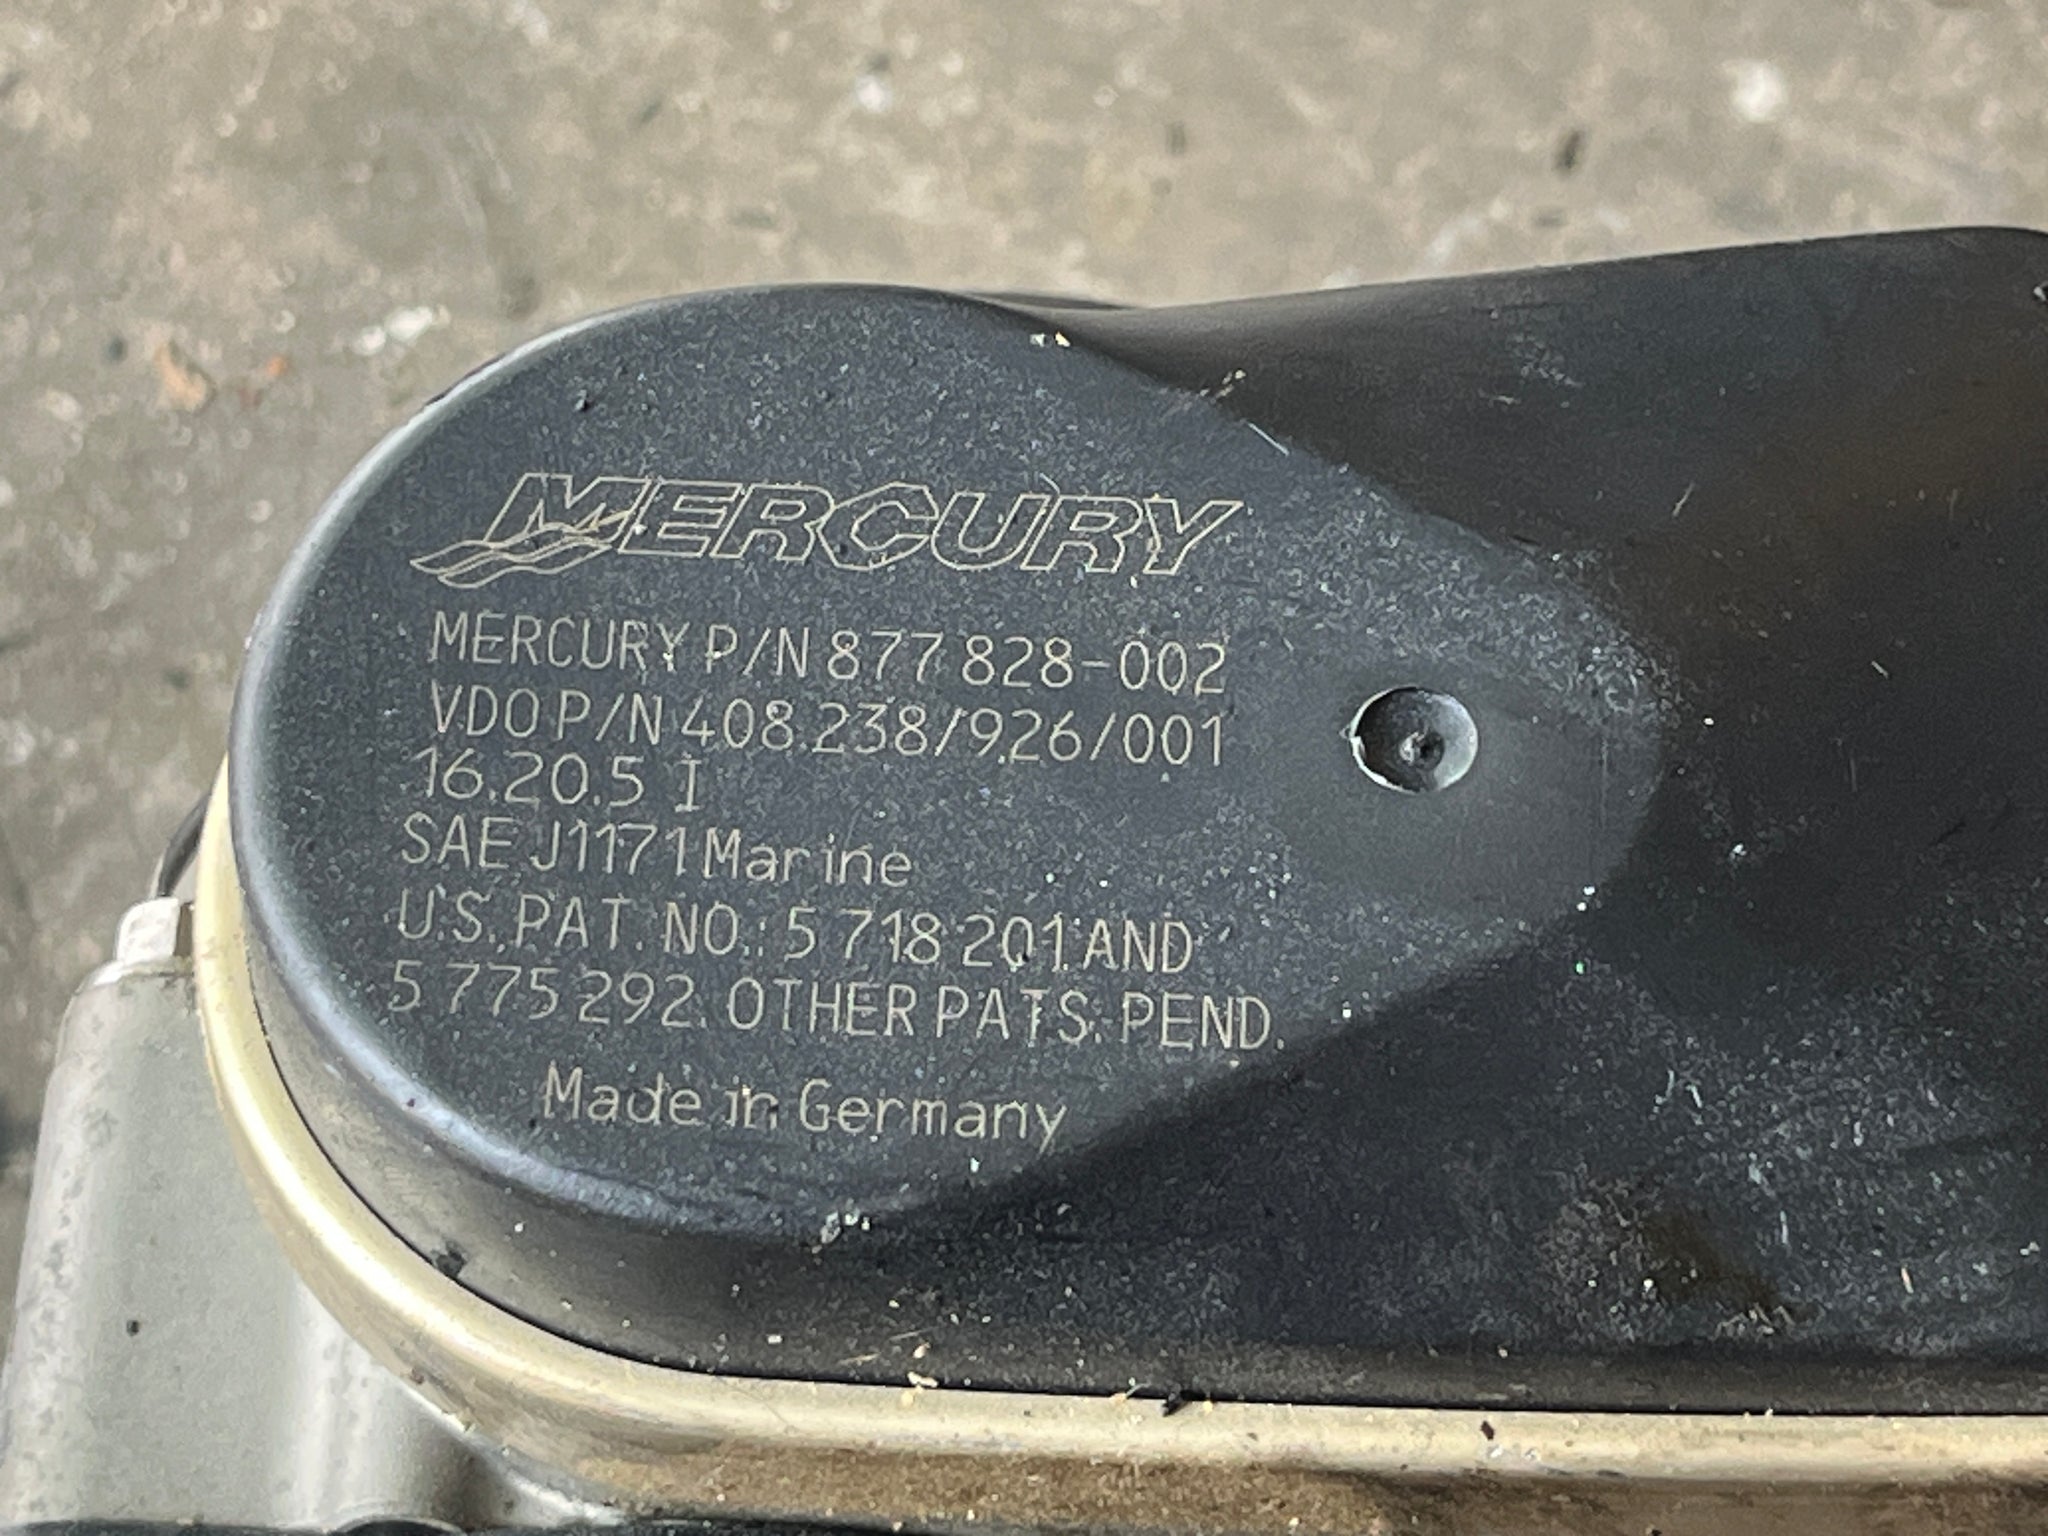 MERCURY
MERCURY P/N 877 828-002
VDO P/N 408.238/926/001
16.20.5 I
SAE J1171 Marine
U.S. PAT. NO.: 5 718 201 AND
5 775 292. OTHER PATS. PEND.
Made in Germany